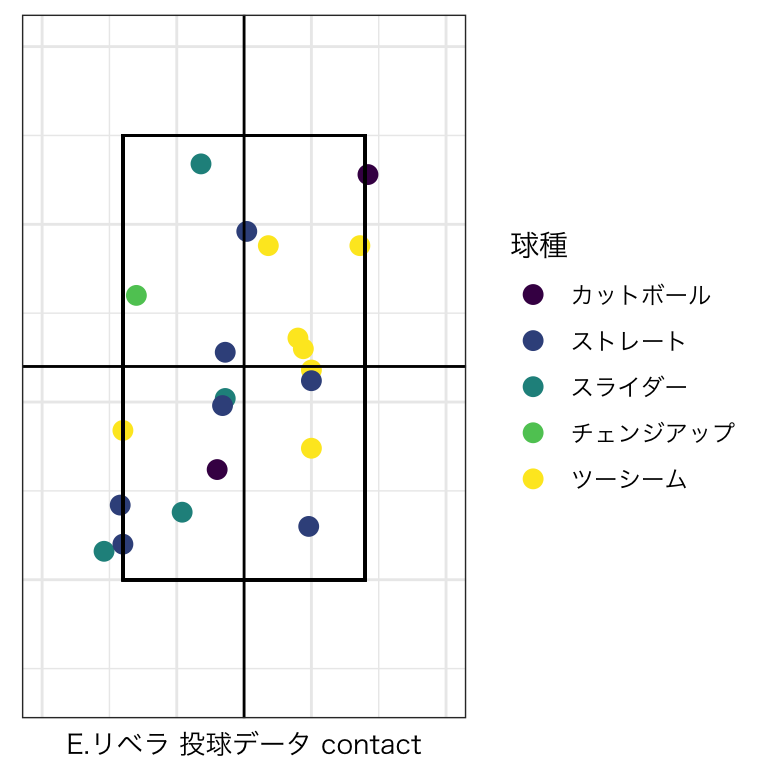 球種
カットボール
ストレート
スライダー
チェンジアップ
ツーシーム
E.リベラ 投球データ contact